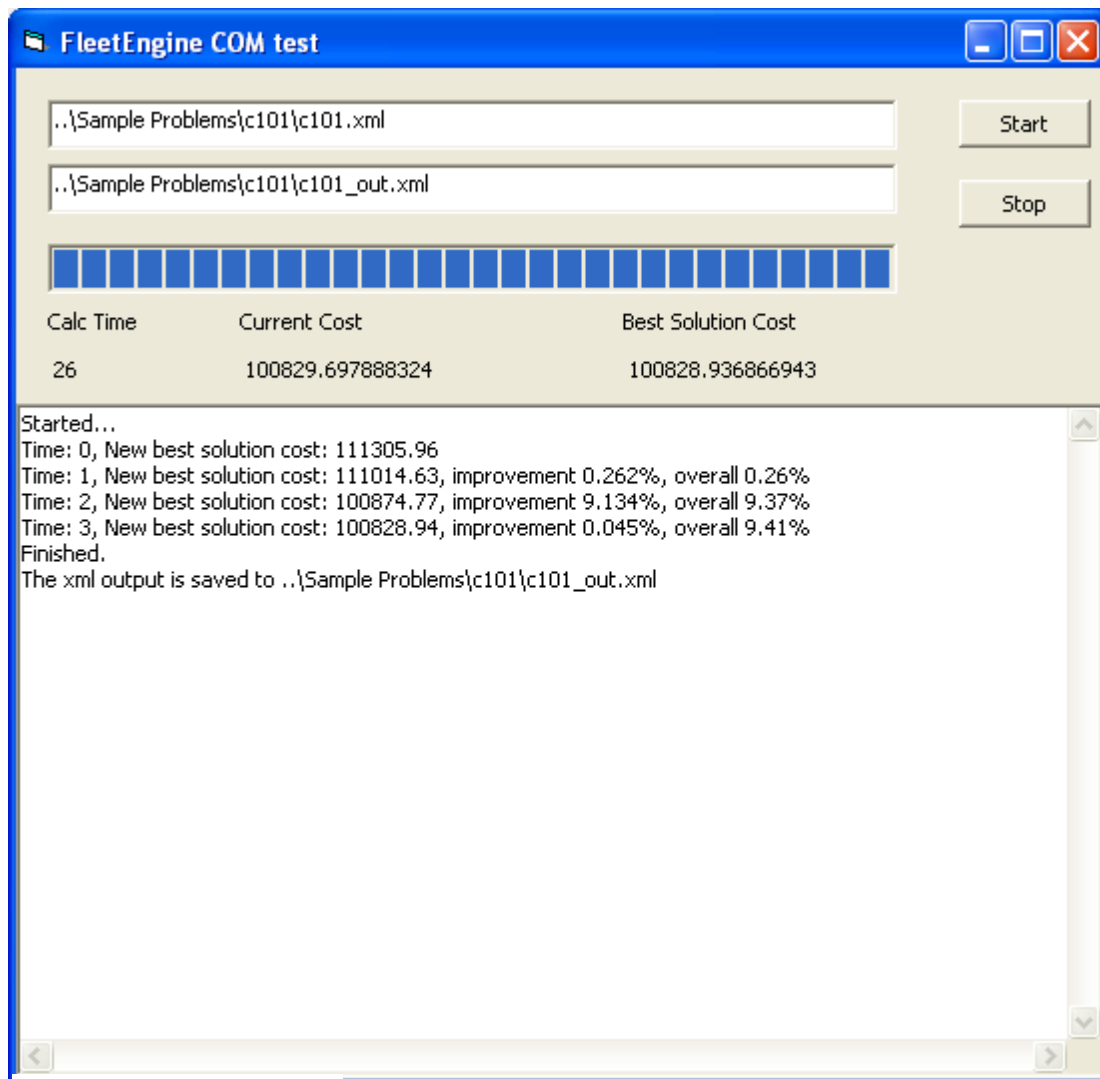 FleetEngine COM test
..\Sample Problems\c101\c101.xml
Start
..\Sample Problems\c101\c101_out.xml
Stop
Calc Time Current Cost Best Solution Cost
26 100829.697888324 100828.936866943
Started...
Time: 0, New best solution cost: 111305.96
Time: 1, New best solution cost: 111014.63, improvement 0.262%, overall 0.26%
Time: 2, New best solution cost: 100874.77, improvement 9.134%, overall 9.37%
Time: 3, New best solution cost: 100828.94, improvement 0.045%, overall 9.41%
Finished.
The xml output is saved to ..\Sample Problems\c101\c101_out.xml